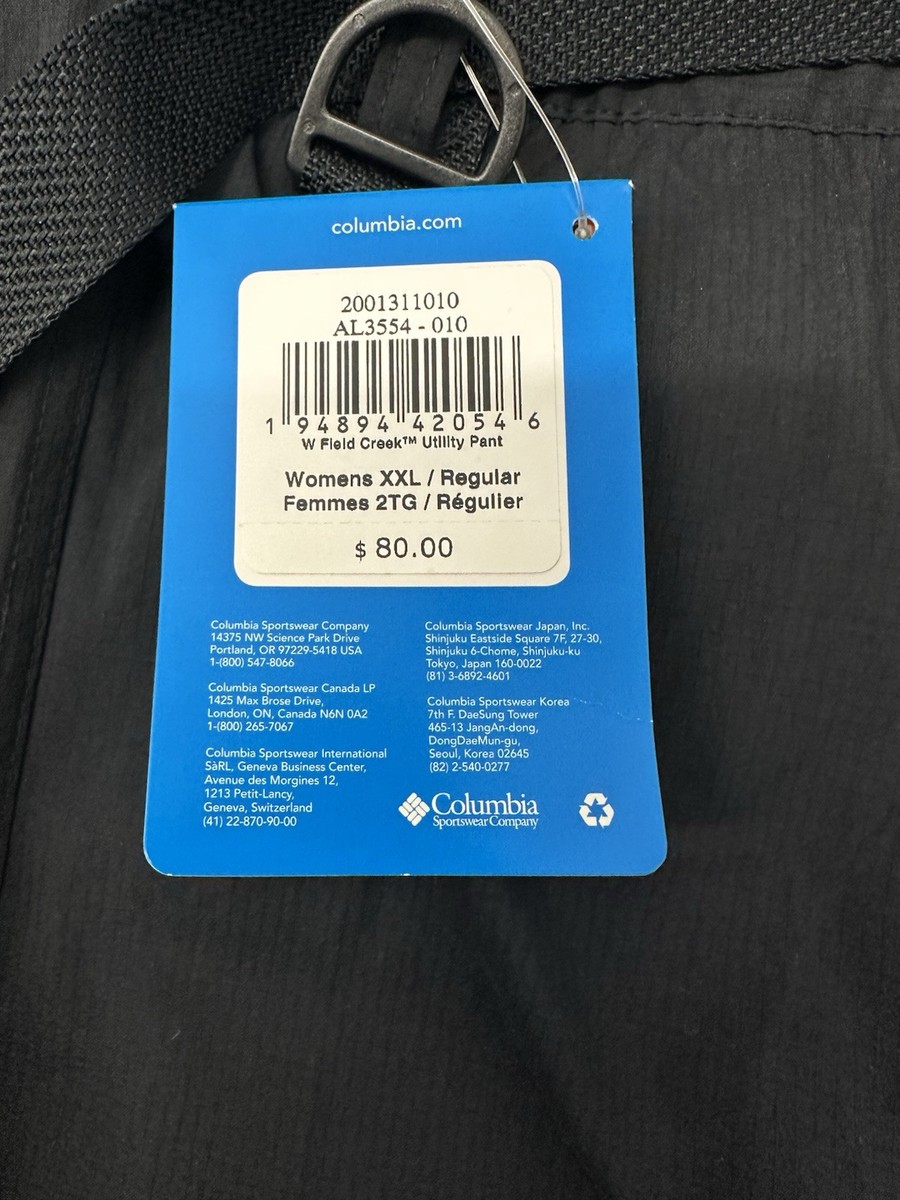 columbia.com
2001311010
AL3554 - 010
1 94894 42054 6
W Field Creek™ Utility Pant
Womens XXL / Regular
Femmes 2TG / Régulier
$ 80.00
Columbia Sportswear Company
14375 NW Science Park Drive
Portland, OR 97229-5418 USA
1-(800) 547-8066
Columbia Sportswear Canada LP
1425 Max Brose Drive,
London, ON, Canada N6N 0A2
1-(800) 265-7067
Columbia Sportswear International
SàRL, Geneva Business Center,
Avenue des Morgines 12,
1213 Petit-Lancy,
Geneva, Switzerland
(41) 22-870-90-00
Columbia Sportswear Japan, Inc.
Shinjuku Eastside Square 7F, 27-30,
Shinjuku 6-Chome, Shinjuku-ku
Tokyo, Japan 160-0022
(81) 3-6892-4601
Columbia Sportswear Korea
7th F. DaeSung Tower
465-13 JangAn-dong,
DongDaeMun-gu,
Seoul, Korea 02645
(82) 2-540-0277
Columbia
Sportswear Company